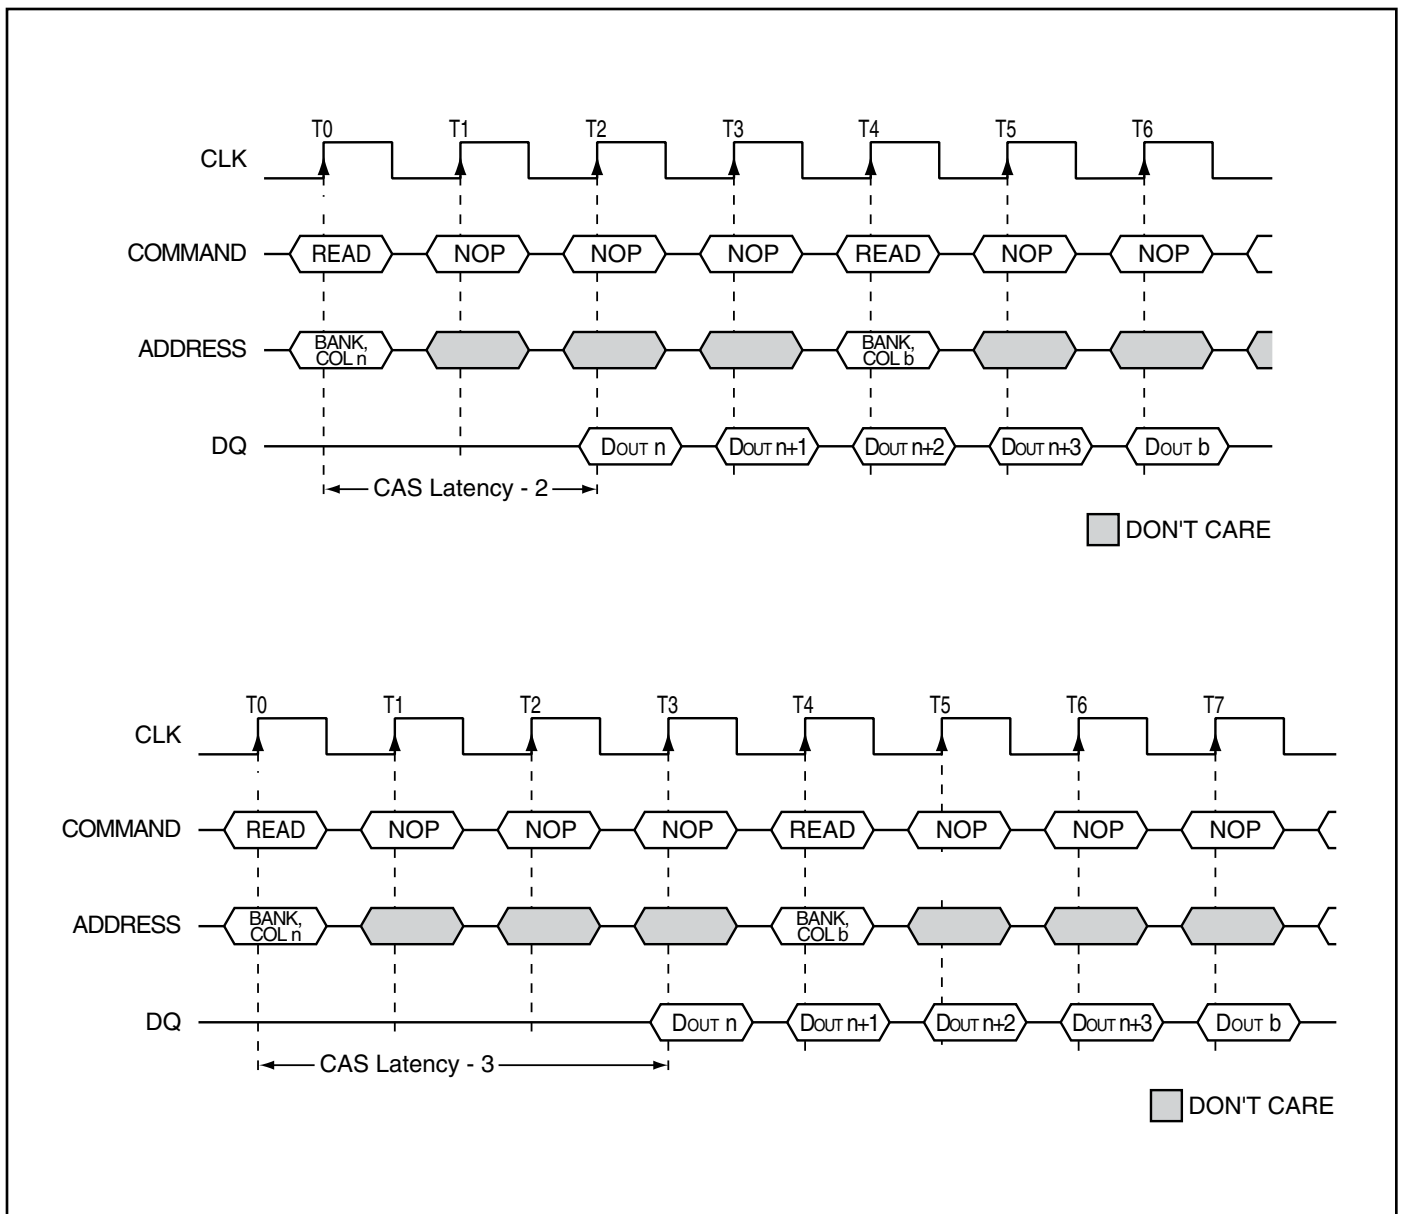 T0 T1 T2 T3 T4 T5 T6
CLK
COMMAND READ NOP NOP NOP READ NOP NOP
ADDRESS BANK, COL n BANK, COL b
DQ DOUT n DOUT n+1 DOUT n+2 DOUT n+3 DOUT b
CAS Latency - 2
DON'T CARE
T0 T1 T2 T3 T4 T5 T6 T7
CLK
COMMAND READ NOP NOP NOP READ NOP NOP NOP
ADDRESS BANK, COL n BANK, COL b
DQ DOUT n DOUT n+1 DOUT n+2 DOUT n+3 DOUT b
CAS Latency - 3
DON'T CARE